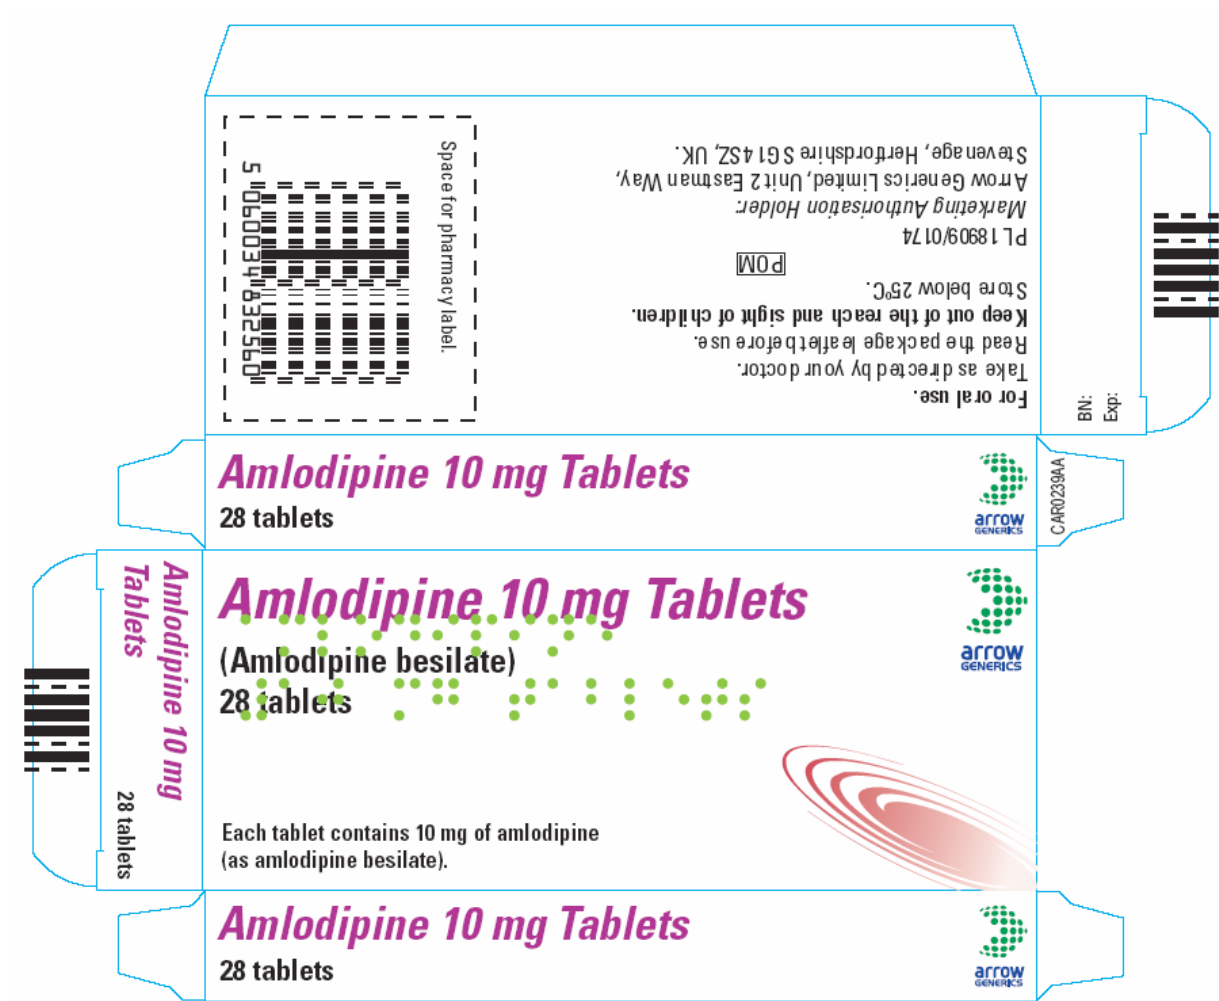 Space for pharmacy label.
5 060034 832560
For oral use.
Take as directed by your doctor.
Read the package leaflet before use.
Keep out of the reach and sight of children.
Store below 25ºC.
POM
PL 18909/0174
Marketing Authorisation Holder:
Arrow Generics Limited, Unit 2 Eastman Way,
Stevenage, Hertfordshire SG1 4SZ, UK.
BN:
Exp:
Amlodipine 10 mg Tablets
28 tablets
arrow
GENERICS
CAR0239AA
Amlodipine 10 mg
Tablets
28 tablets
Amlodipine 10 mg Tablets
(Amlodipine besilate)
28 tablets
arrow
GENERICS
Each tablet contains 10 mg of amlodipine
(as amlodipine besilate).
Amlodipine 10 mg Tablets
28 tablets
arrow
GENERICS